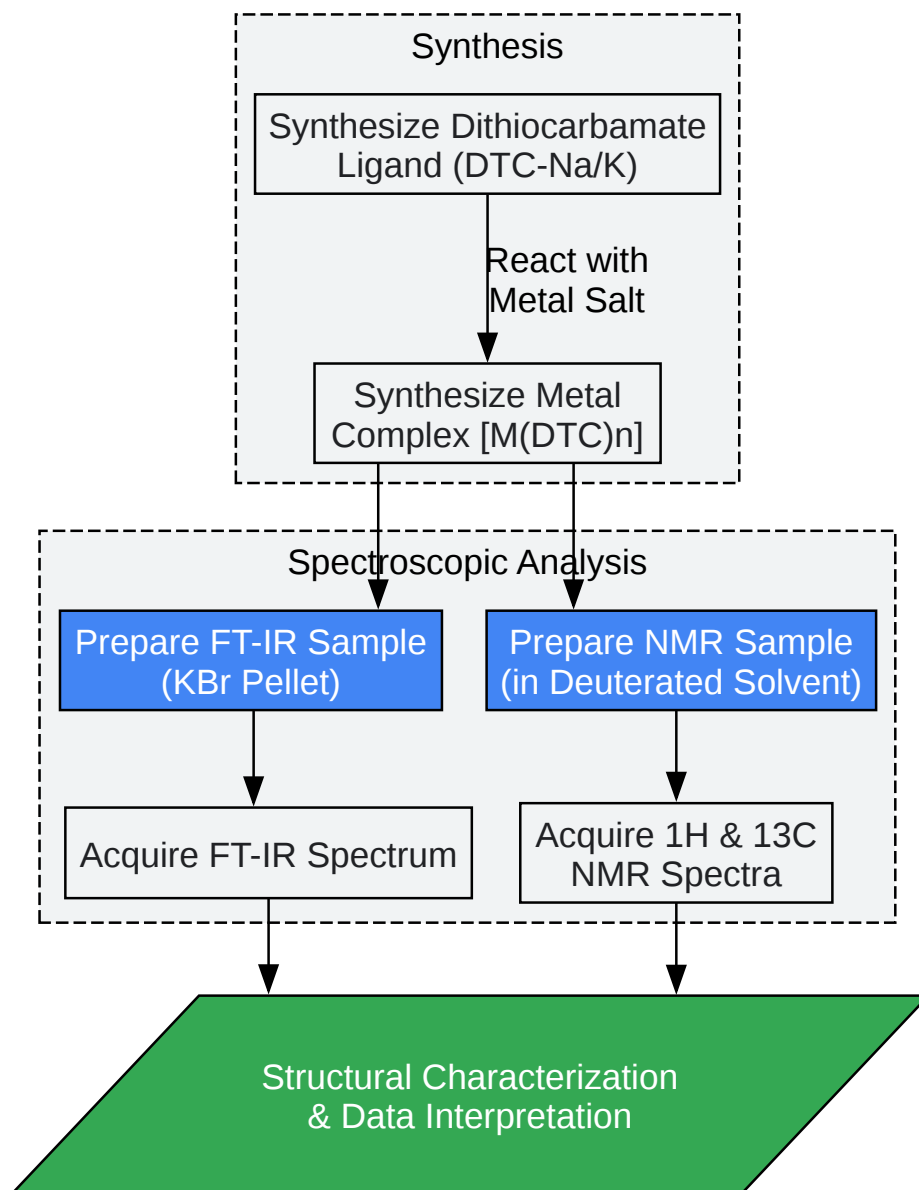 Synthesis
Synthesize Dithiocarbamate
Ligand (DTC-Na/K)
React with
Metal Salt
Synthesize Metal
Complex [M(DTC)n]
Spectroscopic Analysis
Prepare FT-IR Sample
(KBr Pellet)
Prepare NMR Sample
(in Deuterated Solvent)
Acquire FT-IR Spectrum
Acquire 1H & 13C
NMR Spectra
Structural Characterization
& Data Interpretation